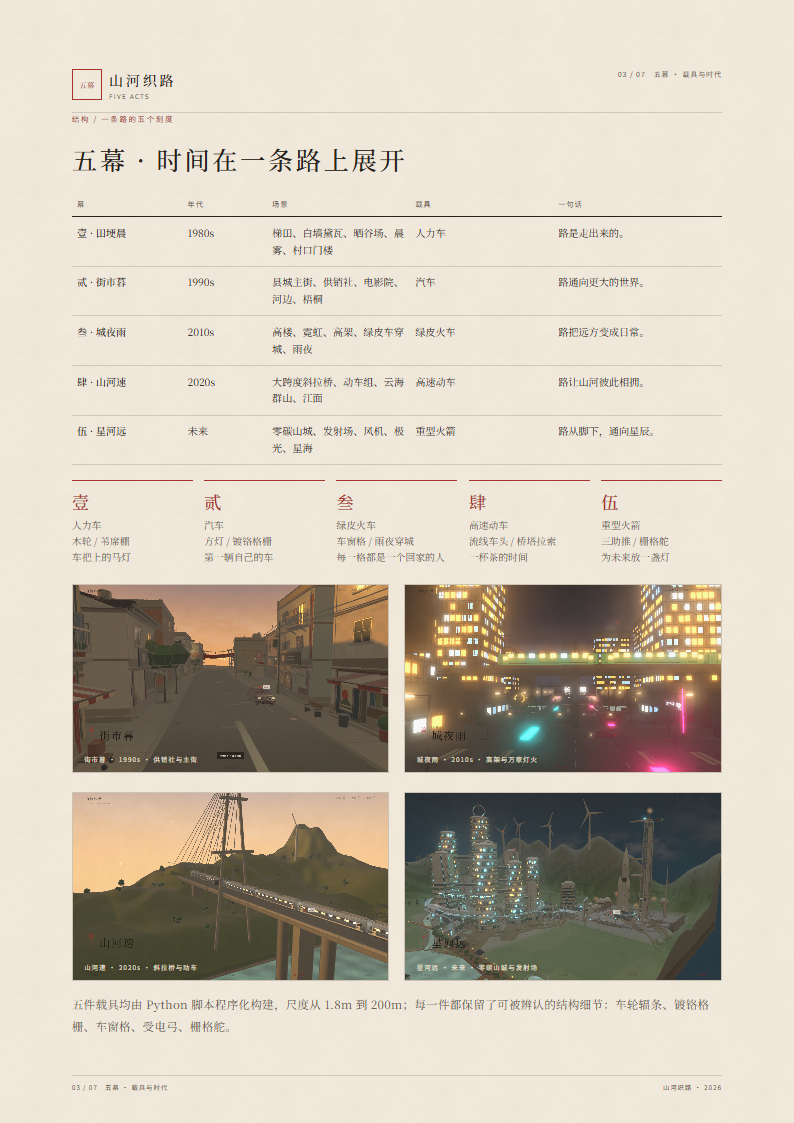 五幕
山河织路
FIVE ACTS
03 / 07 五幕 • 载具与时代
结构 / 一条路的五个刻度
五幕 · 时间在一条路上展开
幕 年代 场景 载具 一句话
壹 · 田埂晨 1980s 梯田、白墙黛瓦、晒谷场、晨 人力车 路是走出来的。
雾、村口门楼
贰 · 街市暮 1990s 县城主街、供销社、电影院、 汽车 路通向更大的世界。
河边、梧桐
叁 · 城夜雨 2010s 高楼、霓虹、高架、绿皮车穿 绿皮火车 路把远方变成日常。
城、雨夜
肆 · 山河速 2020s 大跨度斜拉桥、动车组、云海 高速动车 路让山河彼此相拥。
群山、江面
伍 · 星河远 未来 零碳山城、发射场、风机、极 重型火箭 路从脚下，通向星辰。
光、星海
壹 贰 叁 肆 伍
人力车 汽车 绿皮火车 高速动车 重型火箭
木轮 / 苇席棚 方灯 / 镀铬格栅 车窗格 / 雨夜穿城 流线车头 / 桥塔拉索 三助推 / 栅格舵
车把上的马灯 第一辆自己的车 每一格都是一个回家的人 一杯茶的时间 为未来放一盏灯
街市暮
街市暮 • 1990s • 供销社与主街
城夜雨
城夜雨 • 2010s • 高架与万家灯火
山河速
山河速 • 2020s • 斜拉桥与动车
星河远
星河远 • 未来 • 零碳山城与发射场
五件载具均由 Python 脚本程序化构建，尺度从 1.8m 到 200m；每一件都保留了可被辨认的结构细节：车轮辐条、镀铬格
栅、车窗格、受电弓、栅格舵。
03 / 07 五幕 • 载具与时代
山河织路 • 2026